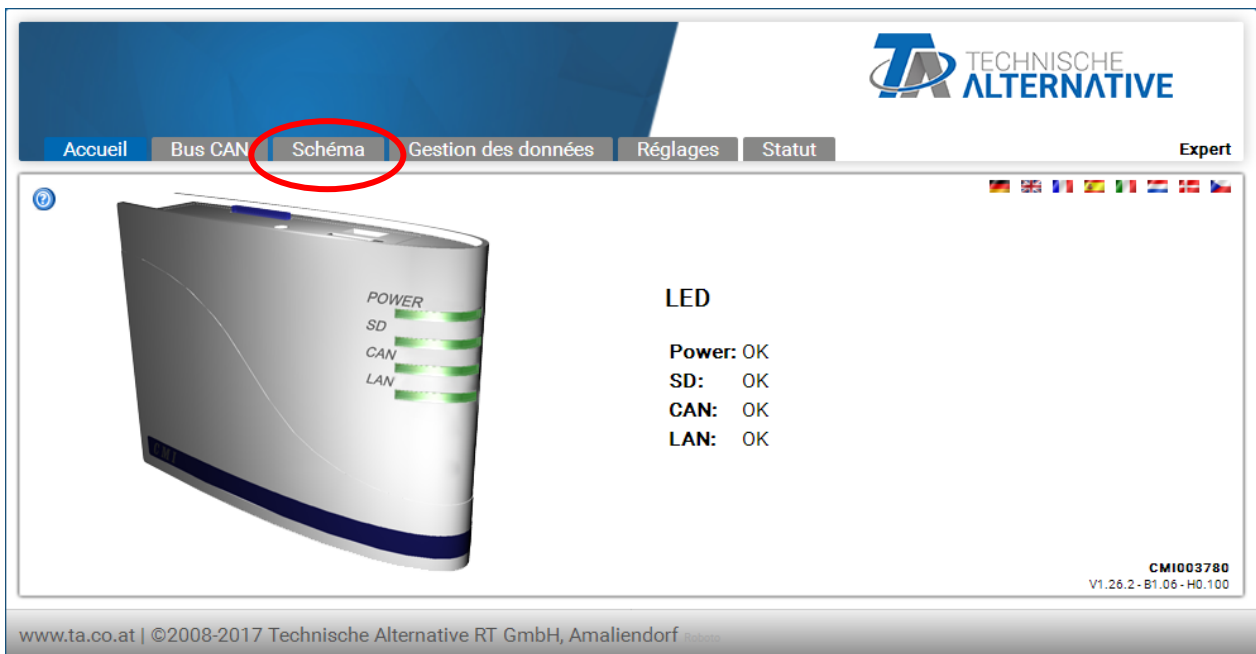 TECHNISCHE
ALTERNATIVE
Accueil Bus CAN Schéma Gestion des données Réglages Statut Expert
POWER
SD
CAN
LAN
CMI
LED
Power: OK
SD: OK
CAN: OK
LAN: OK
CMI003780
V1.26.2 - B1.06 - H0.100
www.ta.co.at | ©2008-2017 Technische Alternative RT GmbH, Amaliendorf Roboto